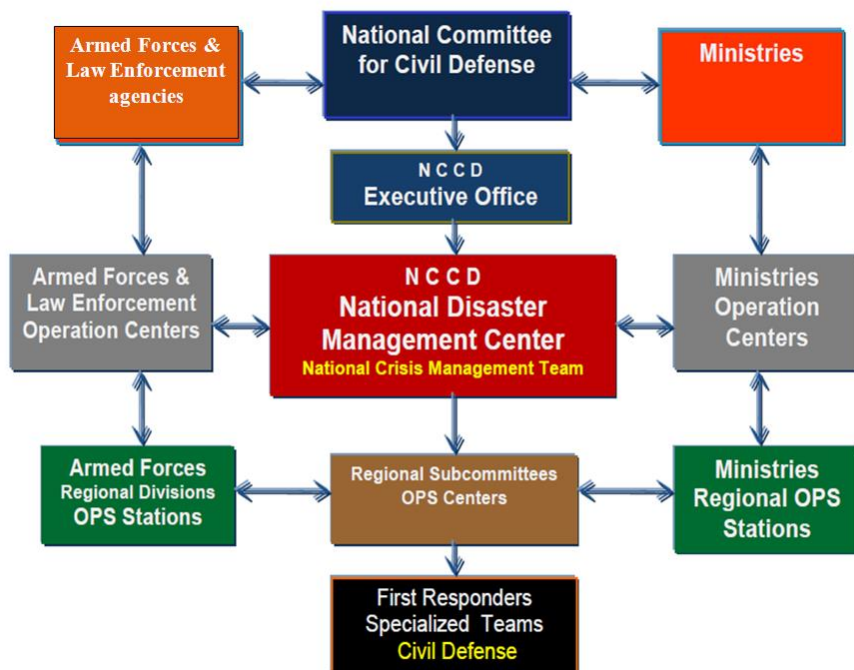 Armed Forces &
Law Enforcement
agencies
National Committee
for Civil Defense
Ministries
N C C D
Executive Office
Armed Forces &
Law Enforcement
Operation Centers
N C C D
National Disaster
Management Center
National Crisis Management Team
Ministries
Operation
Centers
Armed Forces
Regional Divisions
OPS Stations
Regional Subcommittees
OPS Centers
Ministries
Regional OPS
Stations
First Responders
Specialized Teams
Civil Defense